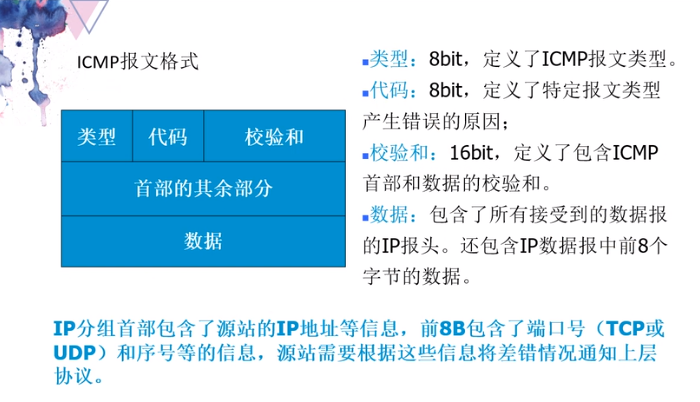 ICMP报文格式
类型 代码 校验和
首部的其余部分
数据
类型：8bit，定义了ICMP报文类型。
代码：8bit，定义了特定报文类型
产生错误的原因；
校验和：16bit，定义了包含ICMP
首部和数据的校验和。
数据：包含了所有接受到的数据报
的IP报头。还包含IP数据报中前8个
字节的数据。
IP分组首部包含了源站的IP地址等信息，前8B包含了端口号（TCP或
UDP）和序号等的信息，源站需要根据这些信息将差错情况通知上层
协议。